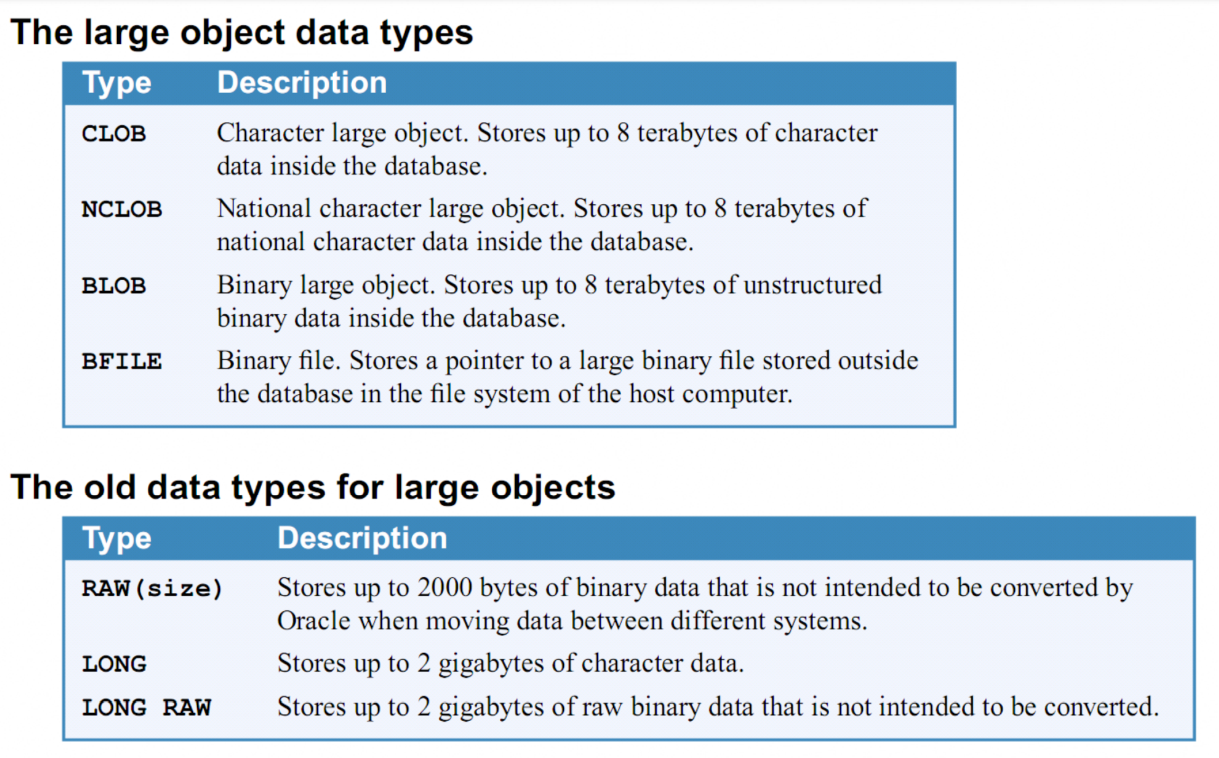 The large object data types
Type Description
CLOB Character large object. Stores up to 8 terabytes of character
data inside the database.
NCLOB National character large object. Stores up to 8 terabytes of
national character data inside the database.
BLOB Binary large object. Stores up to 8 terabytes of unstructured
binary data inside the database.
BFILE Binary file. Stores a pointer to a large binary file stored outside
the database in the file system of the host computer.
The old data types for large objects
Type Description
RAW(size) Stores up to 2000 bytes of binary data that is not intended to be converted by
Oracle when moving data between different systems.
LONG Stores up to 2 gigabytes of character data.
LONG RAW Stores up to 2 gigabytes of raw binary data that is not intended to be converted.